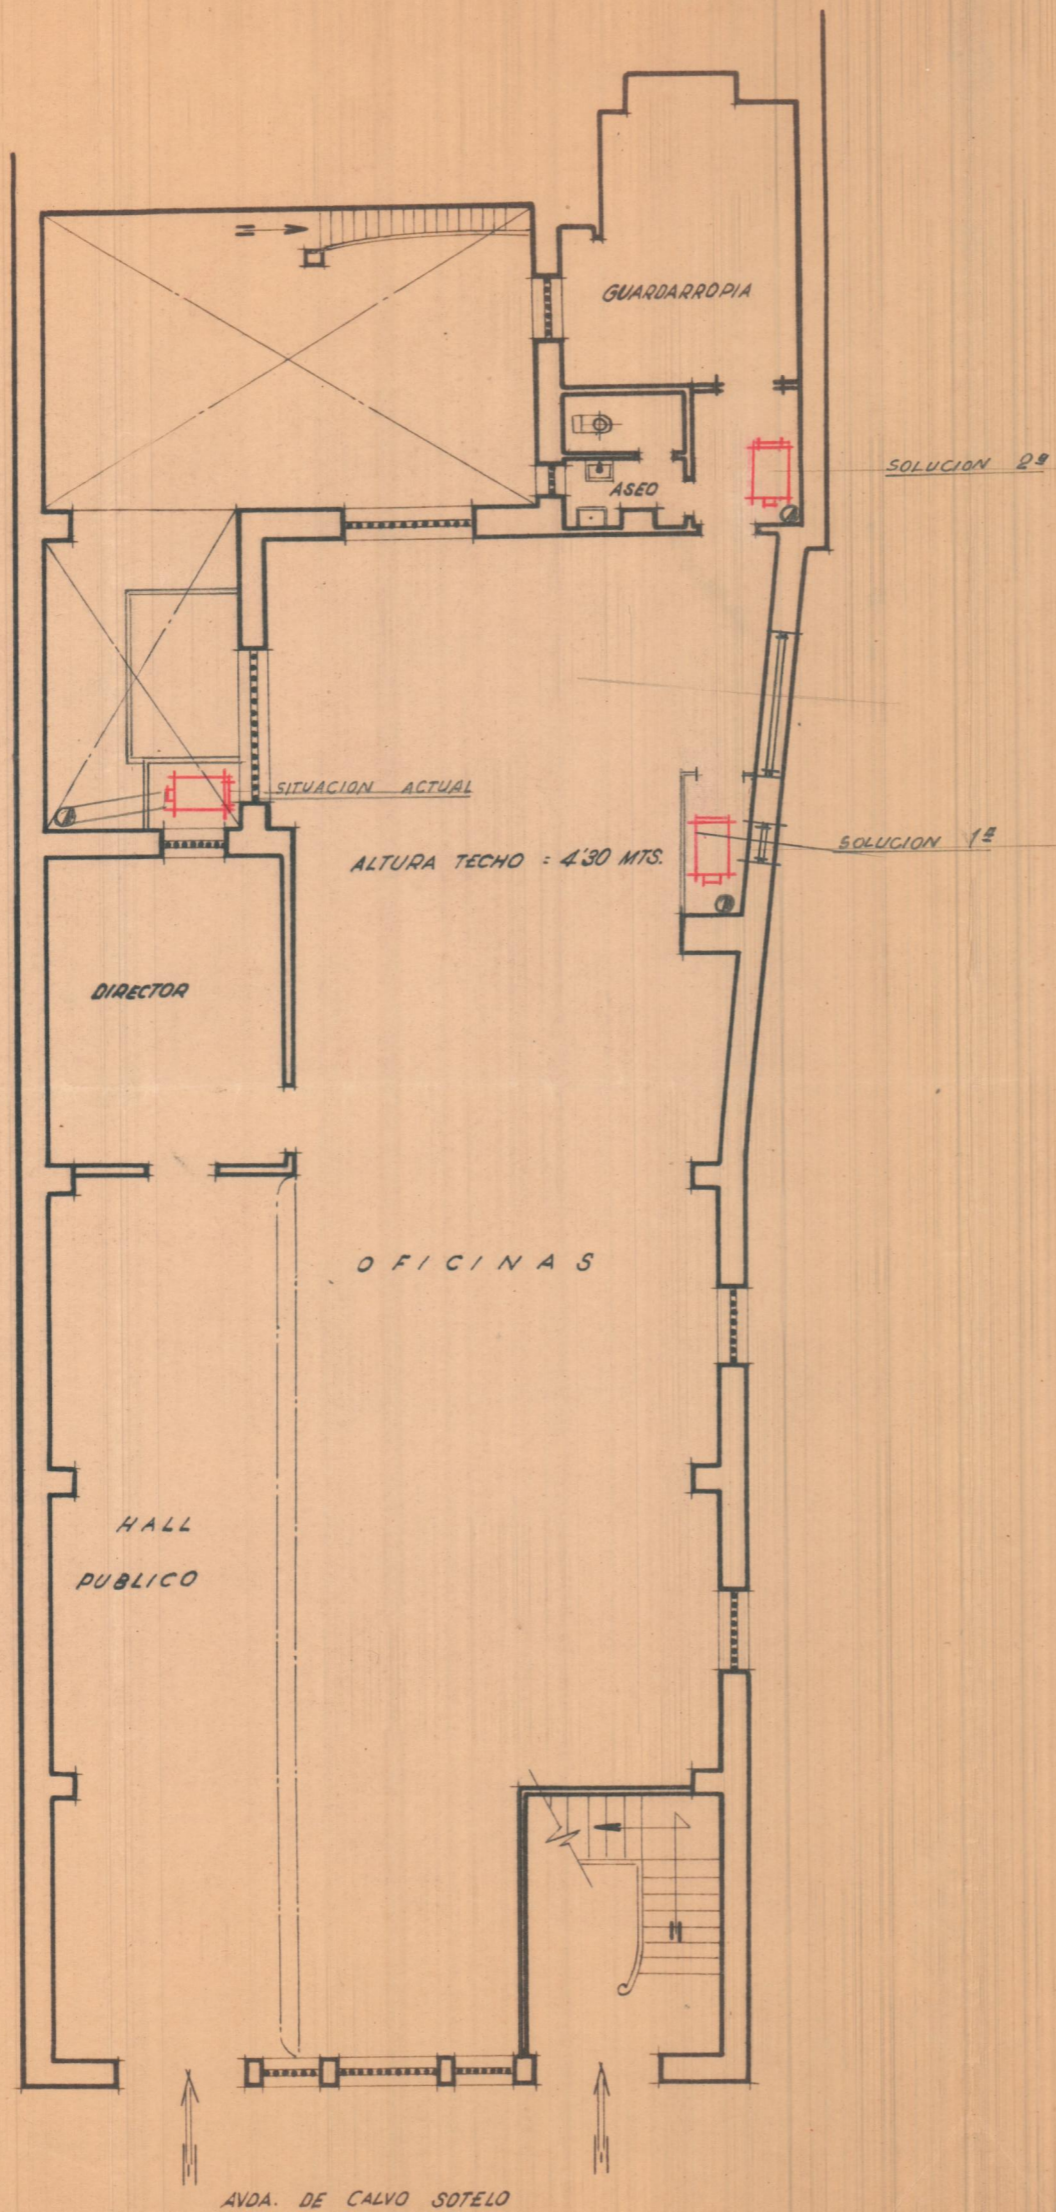 GUARDARROPIA
SOLUCION 2ª
ASEO
SITUACION ACTUAL
SOLUCION 1ª
ALTURA TECHO = 4'30 MTS.
DIRECTOR
OFICINAS
HALL
PUBLICO
AVDA. DE CALVO SOTELO